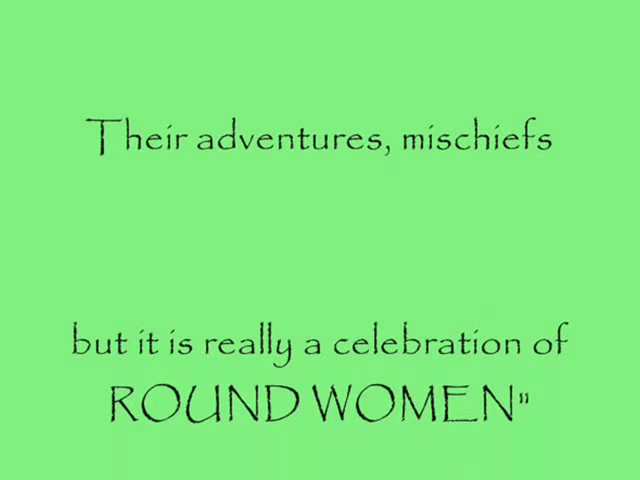 Their adventures, mischiefs
but it is really a celebration of
ROUND WOMEN"